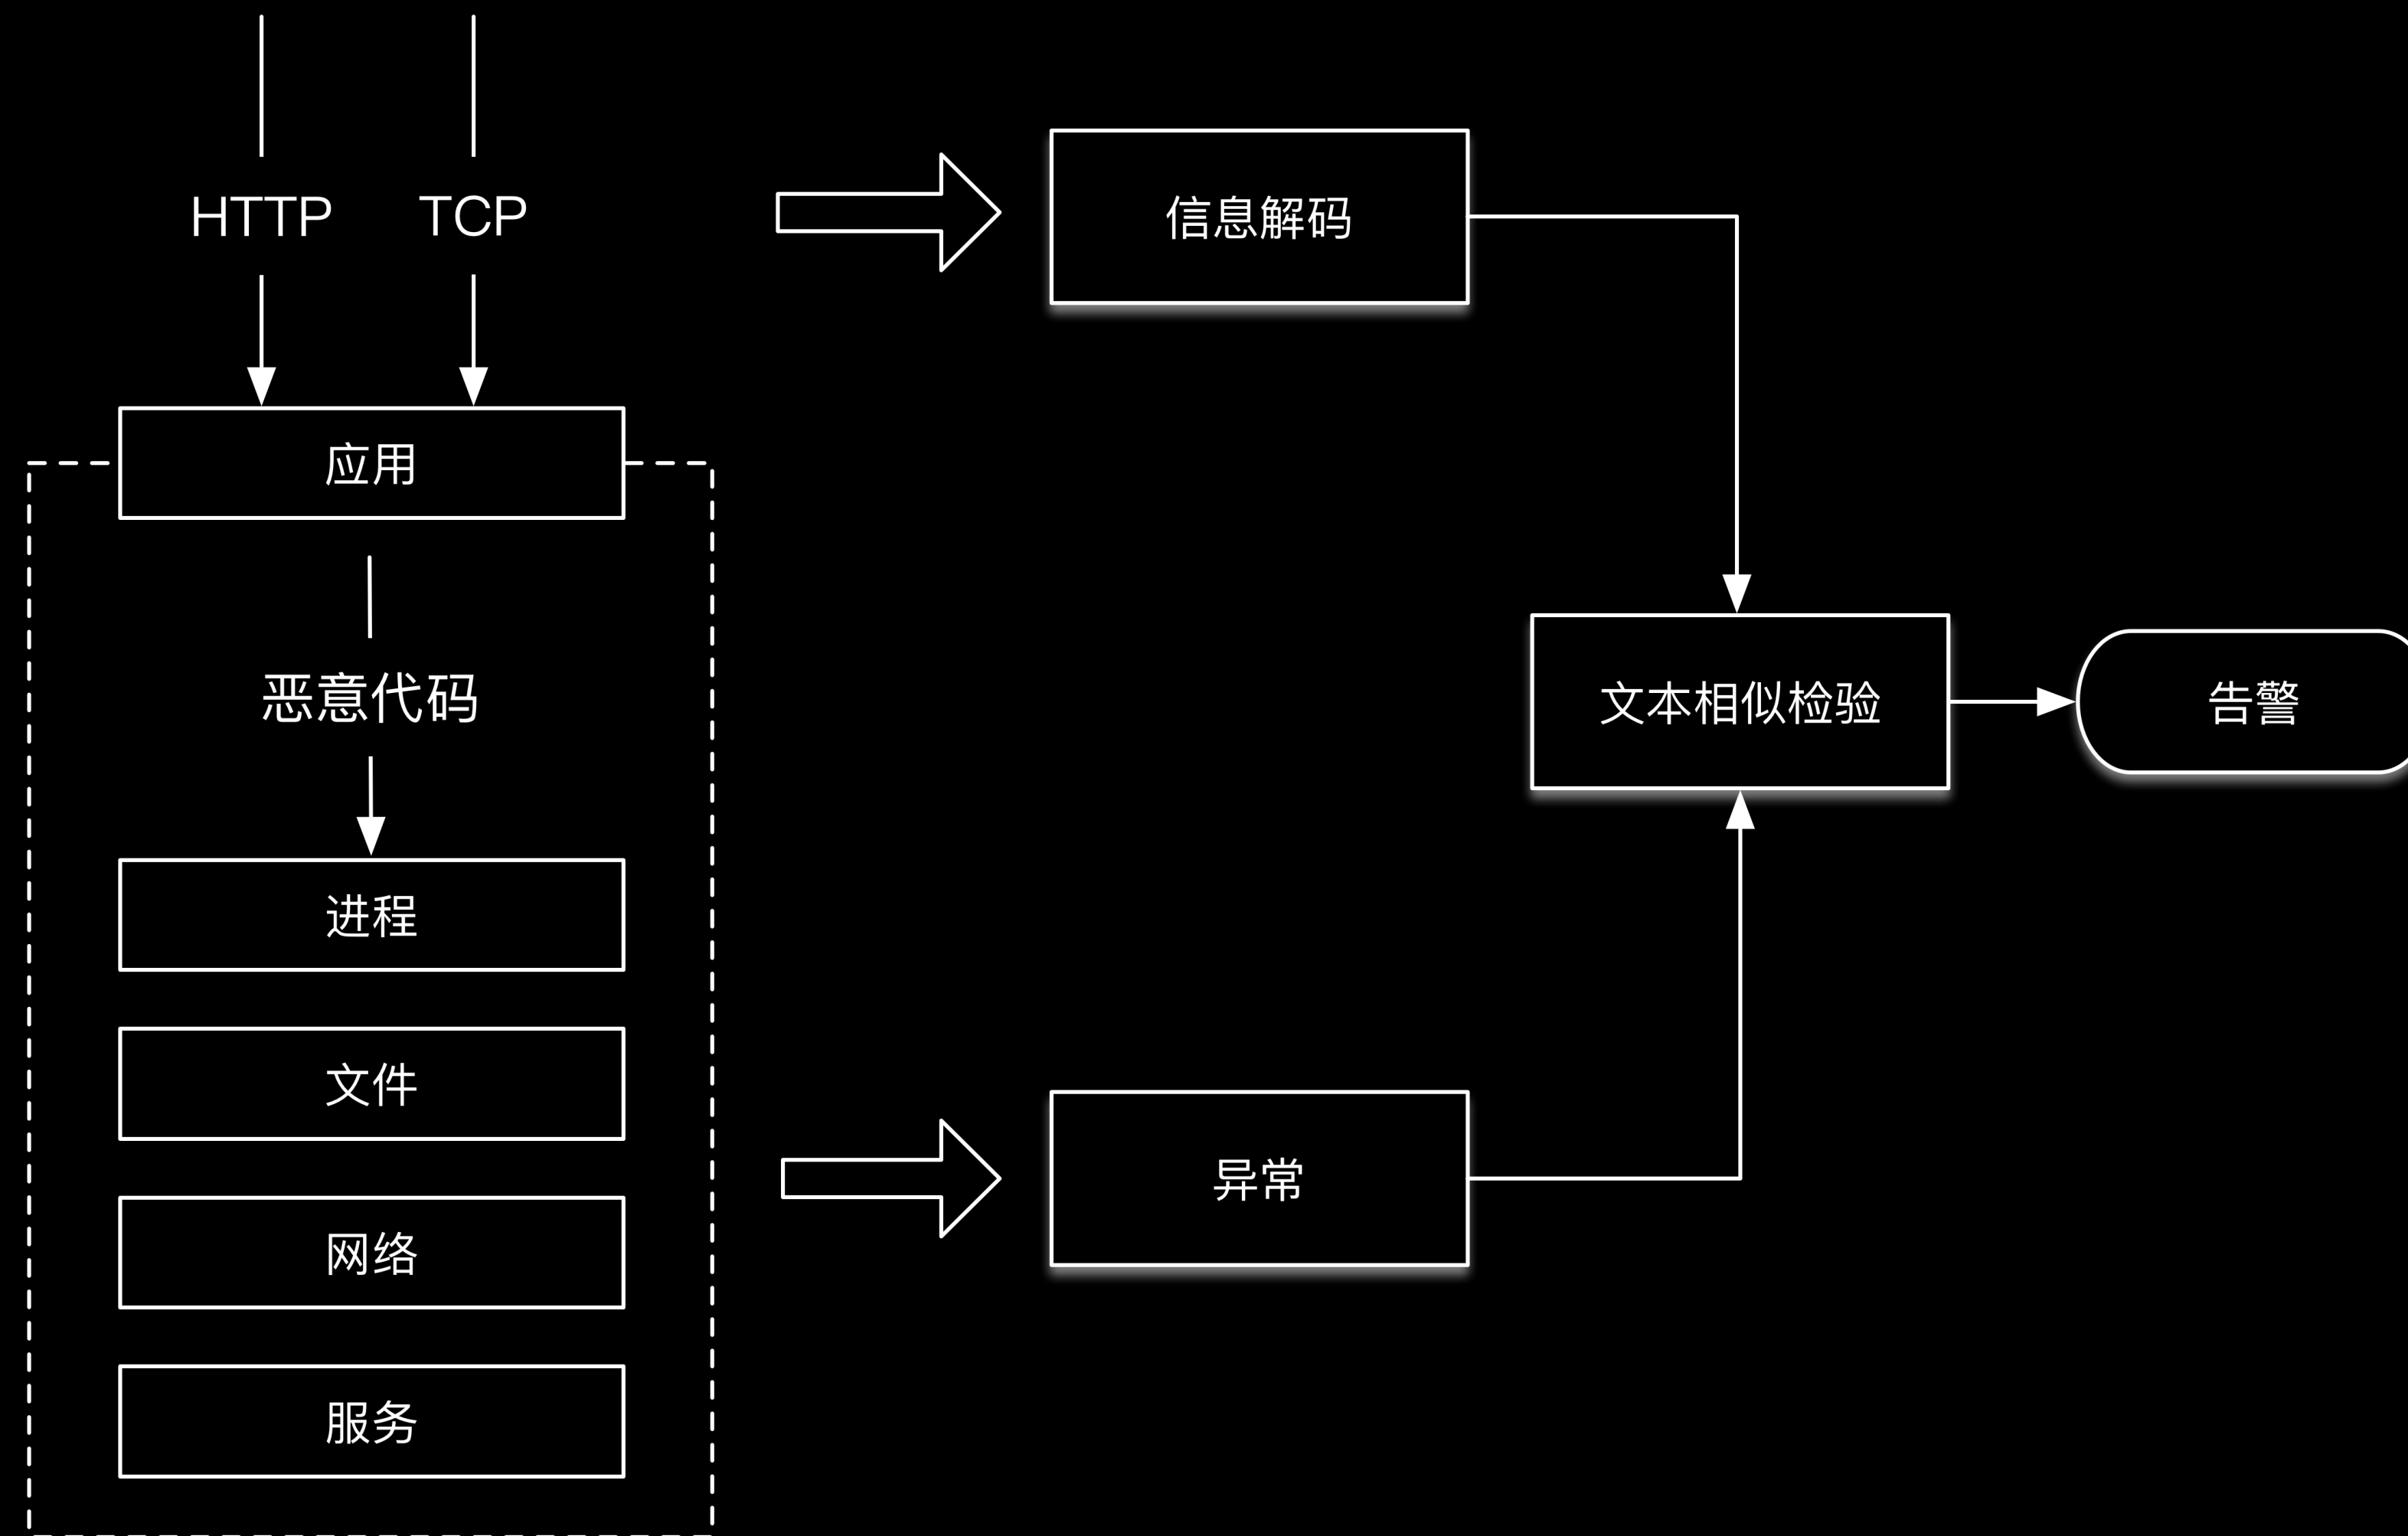 HTTP
TCP
信息解码
应用
恶意代码
文本相似检验
告警
进程
文件
异常
网络
服务